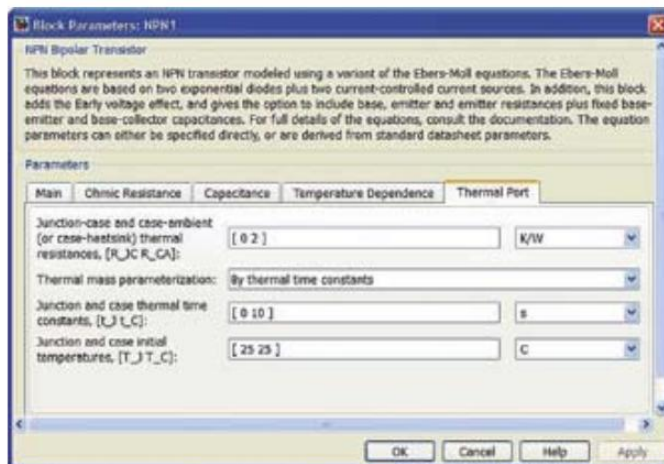 Block Parameters: NPN1
NPN Bipolar Transistor
This block represents an NPN transistor modeled using a variant of the Ebers-Moll equations. The Ebers-Moll
equations are based on two exponential diodes plus two current-controlled current sources. In addition, this block
adds the Early voltage effect, and gives the option to include base, emitter and emitter resistances plus fixed base-
emitter and base-collector capacitances. For full details of the equations, consult the documentation. The equation
parameters can either be specified directly, or are derived from standard datasheet parameters.
Parameters
Main Ohmic Resistance Capacitance Temperature Dependence Thermal Port
Junction-case and case-ambient
(or case-heatsink) thermal
resistances, [R_JC R_CA]:
[ 0 2 ] K/W
Thermal mass parameterization: By thermal time constants
Junction and case thermal time
constants, [t_J t_C]:
[ 0 10 ] s
Junction and case initial
temperatures, [T_J T_C]:
[ 25 25 ] C
OK Cancel Help Apply